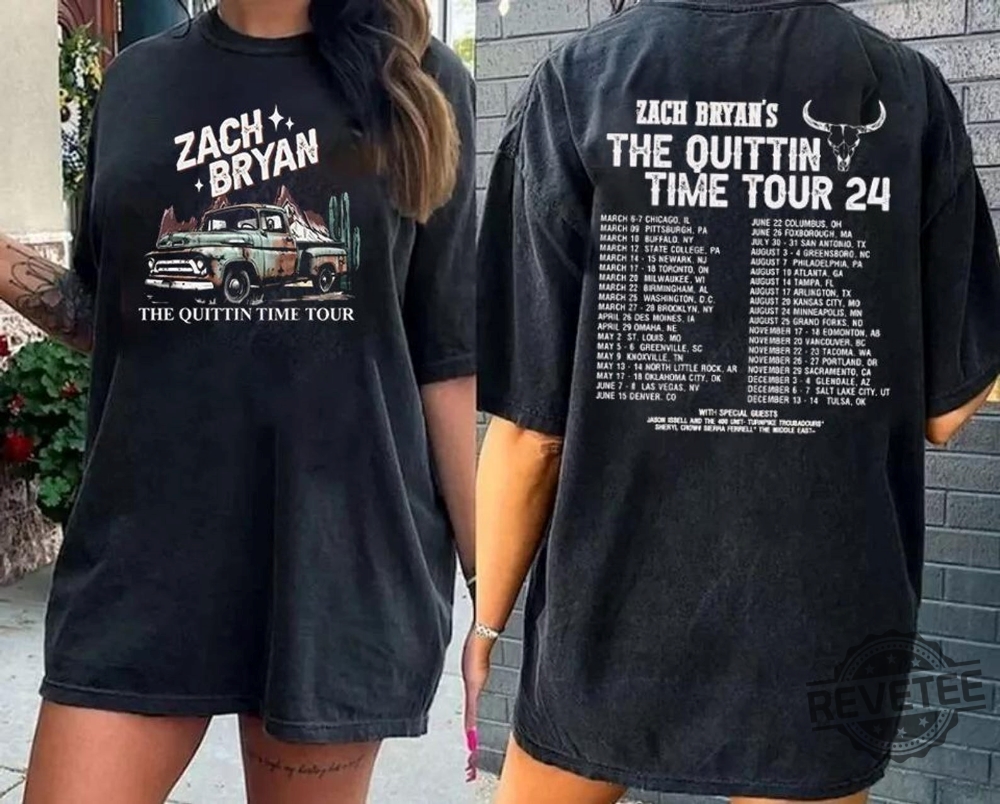 ZACH
BRYAN
THE QUITTIN TIME TOUR
ZACH BRYAN'S
THE QUITTIN
TIME TOUR 24
MARCH 6-7 CHICAGO, IL
MARCH 09 PITTSBURGH, PA
MARCH 10 BUFFALO, NY
MARCH 12 STATE COLLEGE, PA
MARCH 14 - 15 NEWARK, NJ
MARCH 17 - 18 TORONTO, ON
MARCH 20 MILWAUKEE, WI
MARCH 22 BIRMINGHAM, AL
MARCH 25 WASHINGTON, D.C.
MARCH 27 - 28 BROOKLYN, NY
APRIL 26 DES MOINES, IA
APRIL 29 OMAHA, NE
MAY 2 ST. LOUIS, MO
MAY 5 - 6 GREENVILLE, SC
MAY 9 KNOXVILLE, TN
MAY 13 - 14 NORTH LITTLE ROCK, AR
MAY 17 - 18 OKLAHOMA CITY, OK
JUNE 7 - 8 LAS VEGAS, NV
JUNE 15 DENVER, CO
JUNE 22 COLUMBUS, OH
JUNE 26 FOXBOROUGH, MA
JULY 30 - 31 SAN ANTONIO, TX
AUGUST 3 - 4 GREENSBORO, NC
AUGUST 7 PHILADELPHIA, PA
AUGUST 10 ATLANTA, GA
AUGUST 14 TAMPA, FL
AUGUST 17 ARLINGTON, TX
AUGUST 20 KANSAS CITY, MO
AUGUST 24 MINNEAPOLIS, MN
AUGUST 25 GRAND FORKS, ND
NOVEMBER 17 - 18 EDMONTON, AB
NOVEMBER 20 VANCOUVER, BC
NOVEMBER 22 - 23 TACOMA, WA
NOVEMBER 26 - 27 PORTLAND, OR
NOVEMBER 29 SACRAMENTO, CA
DECEMBER 3 - 4 GLENDALE, AZ
DECEMBER 6 - 7 SALT LAKE CITY, UT
DECEMBER 13 - 14 TULSA, OK
WITH SPECIAL GUESTS
JASON ISBELL AND THE 400 UNIT- TURNPIKE TROUBADOURS*
SHERYL CROW# SIERRA FERRELL^ THE MIDDLE EAST~
REVETEE